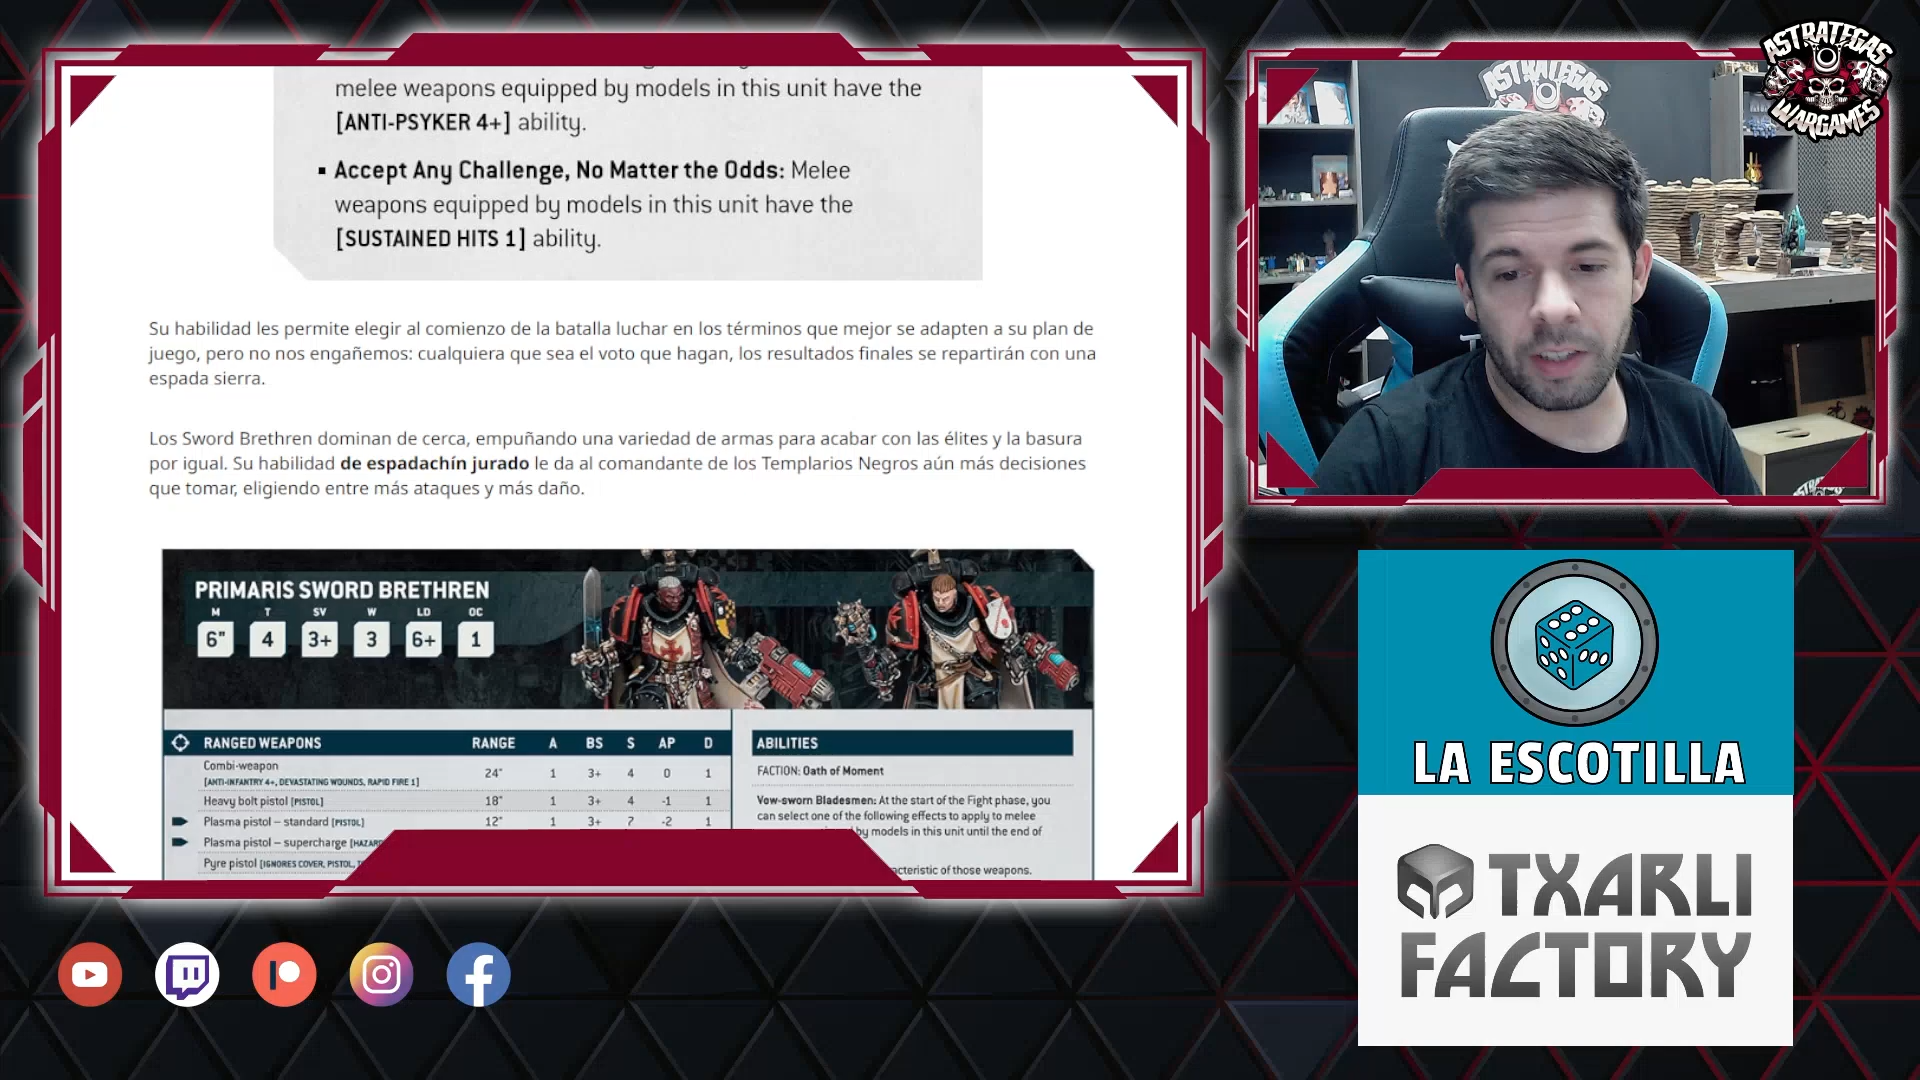 melee weapons equipped by models in this unit have the
[ANTI-PSYKER 4+] ability.
▪ Accept Any Challenge, No Matter the Odds: Melee
weapons equipped by models in this unit have the
[SUSTAINED HITS 1] ability.
Su habilidad les permite elegir al comienzo de la batalla luchar en los términos que mejor se adapten a su plan de
juego, pero no nos engañemos: cualquiera que sea el voto que hagan, los resultados finales se repartirán con una
espada sierra.
Los Sword Brethren dominan de cerca, empuñando una variedad de armas para acabar con las élites y la basura
por igual. Su habilidad de espadachín jurado le da al comandante de los Templarios Negros aún más decisiones
que tomar, eligiendo entre más ataques y más daño.
PRIMARIS SWORD BRETHREN
M T SV W LD OC
6" 4 3+ 3 6+ 1
RANGED WEAPONS RANGE A BS S AP D
Combi-weapon
[ANTI-INFANTRY 4+, DEVASTATING WOUNDS, RAPID FIRE 1] 24" 1 3+ 4 0 1
Heavy bolt pistol [PISTOL] 18" 1 3+ 4 -1 1
Plasma pistol – standard [PISTOL] 12" 1 3+ 7 -2 1
Plasma pistol – supercharge
Pyre pistol [IGNORES COVER, PISTOL,
ABILITIES
FACTION: Oath of Moment
Vow-sworn Bladesmen: At the start of the Fight phase, you
can select one of the following effects to apply to melee
by models in this unit until the end of
of those weapons.
ASTRATEGAS
WARGAMES
ASTRATEGAS
LA ESCOTILLA
TXARLI
FACTORY